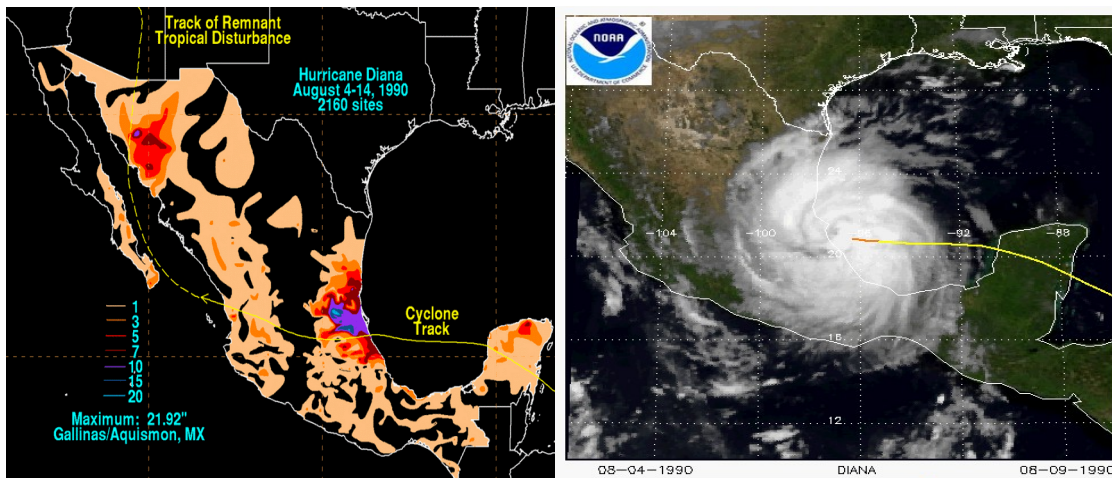 Track of Remnant
Tropical Disturbance
Hurricane Diana
August 4-14, 1990
2160 sites
Cyclone
Track
1
3
5
7
10
15
20
Maximum: 21.92"
Gallinas/Aquismon, MX
NOAA
24
-104
-100
-96
-92
-88
20
16
12
08-04-1990
DIANA
08-09-1990